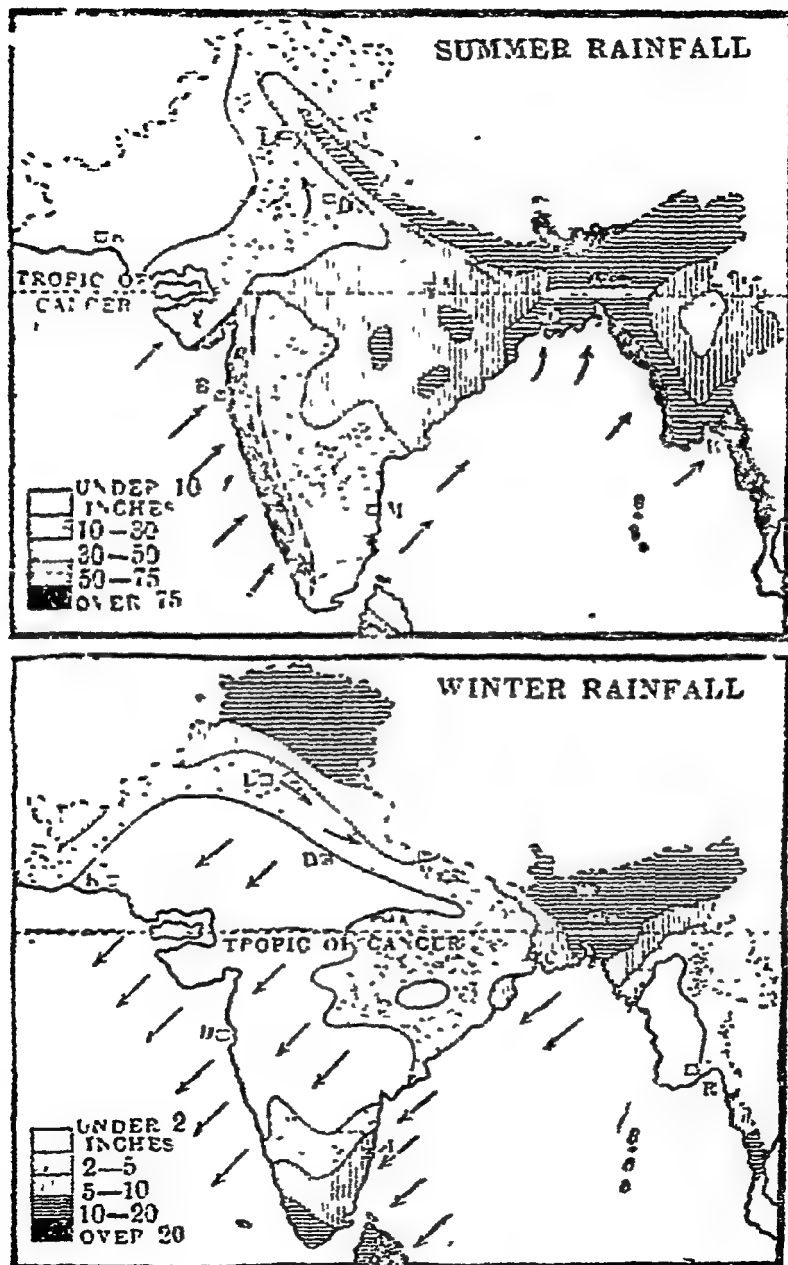 SUMMER RAINFALL
TROPIC OF
CANCER
UNDER 10
INCHES
10—30
30—50
50—75
OVER 75
WINTER RAINFALL
TROPIC OF CANCER
R
UNDER 2
INCHES
2—5
5—10
10—20
OVER 20